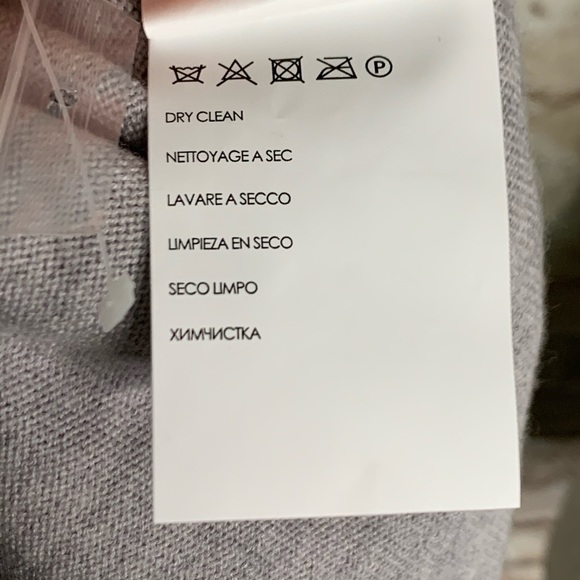 P
DRY CLEAN
NETTOYAGE A SEC
LAVARE A SECCO
LIMPIEZA EN SECO
SECO LIMPO
ХИМЧИСТКА